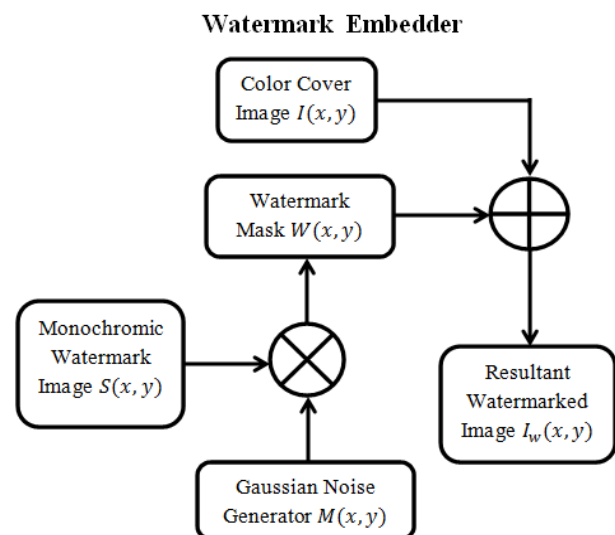 Watermark Embedder
Color Cover
Image I(x, y)
Watermark
Mask W(x, y)
Monochromic
Watermark
Image S(x, y)
Resultant
Watermarked
Image I_w(x, y)
Gaussian Noise
Generator M(x, y)